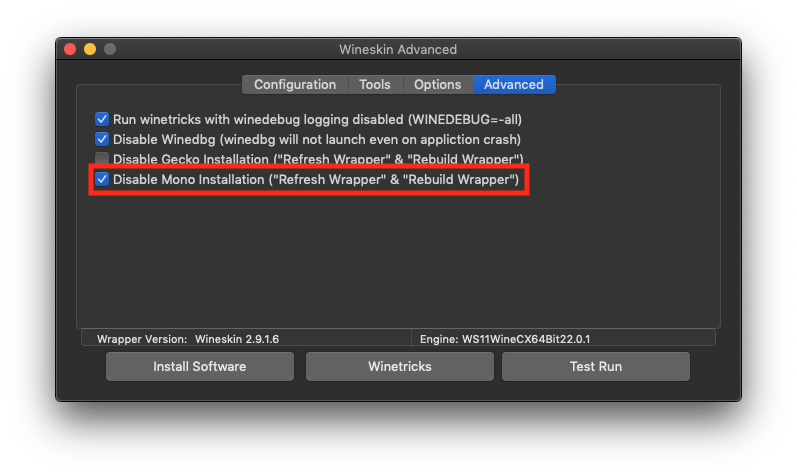 Wineskin Advanced
Configuration Tools Options Advanced
Run winetricks with winedebug logging disabled (WINEDEBUG=-all)
Disable Winedbg (winedbg will not launch even on appliction crash)
Disable Gecko Installation ("Refresh Wrapper" & "Rebuild Wrapper")
Disable Mono Installation ("Refresh Wrapper" & "Rebuild Wrapper")
Wrapper Version: Wineskin 2.9.1.6 Engine: WS11WineCX64Bit22.0.1
Install Software Winetricks Test Run